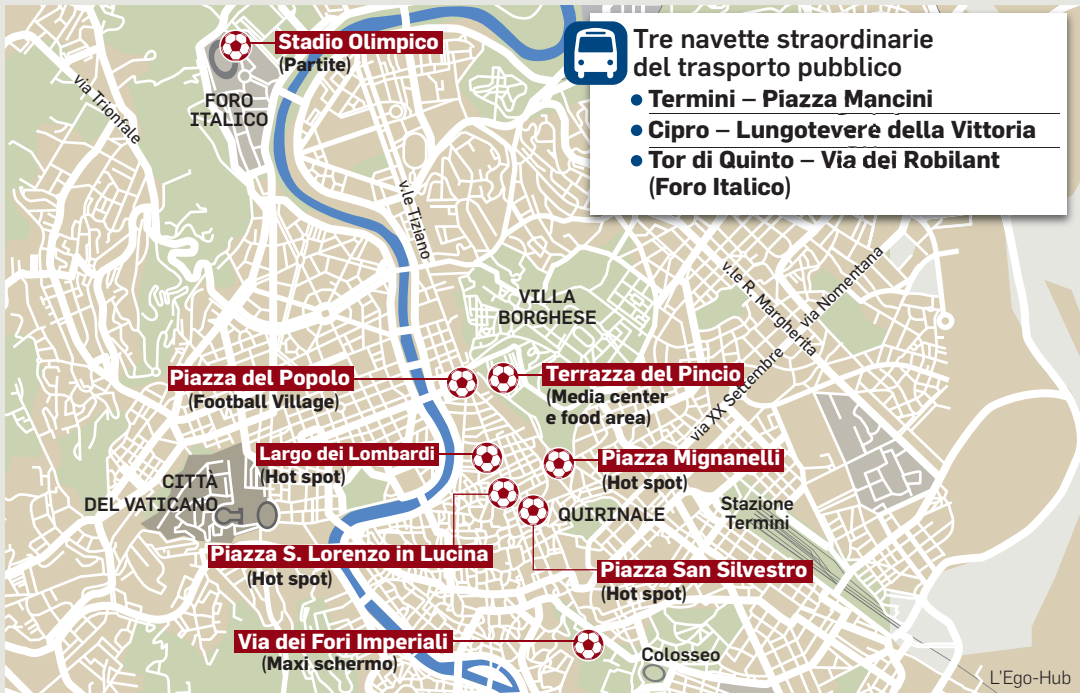 Tre navette straordinarie
del trasporto pubblico
• Termini – Piazza Mancini
• Cipro – Lungotevere della Vittoria
• Tor di Quinto – Via dei Robilant
(Foro Italico)
Stadio Olimpico
(Partite)
FORO
ITALICO
via Trionfale
v.le Tiziano
VILLA
BORGHESE
v.le R. Margherita
via Nomentana
via XX Settembre
Piazza del Popolo
(Football Village)
Terrazza del Pincio
(Media center
e food area)
Largo dei Lombardi
(Hot spot)
Piazza Mignanelli
(Hot spot)
CITTÀ
DEL VATICANO
QUIRINALE
Stazione
Termini
Piazza S. Lorenzo in Lucina
(Hot spot)
Piazza San Silvestro
(Hot spot)
Via dei Fori Imperiali
(Maxi schermo)
Colosseo
L'Ego-Hub